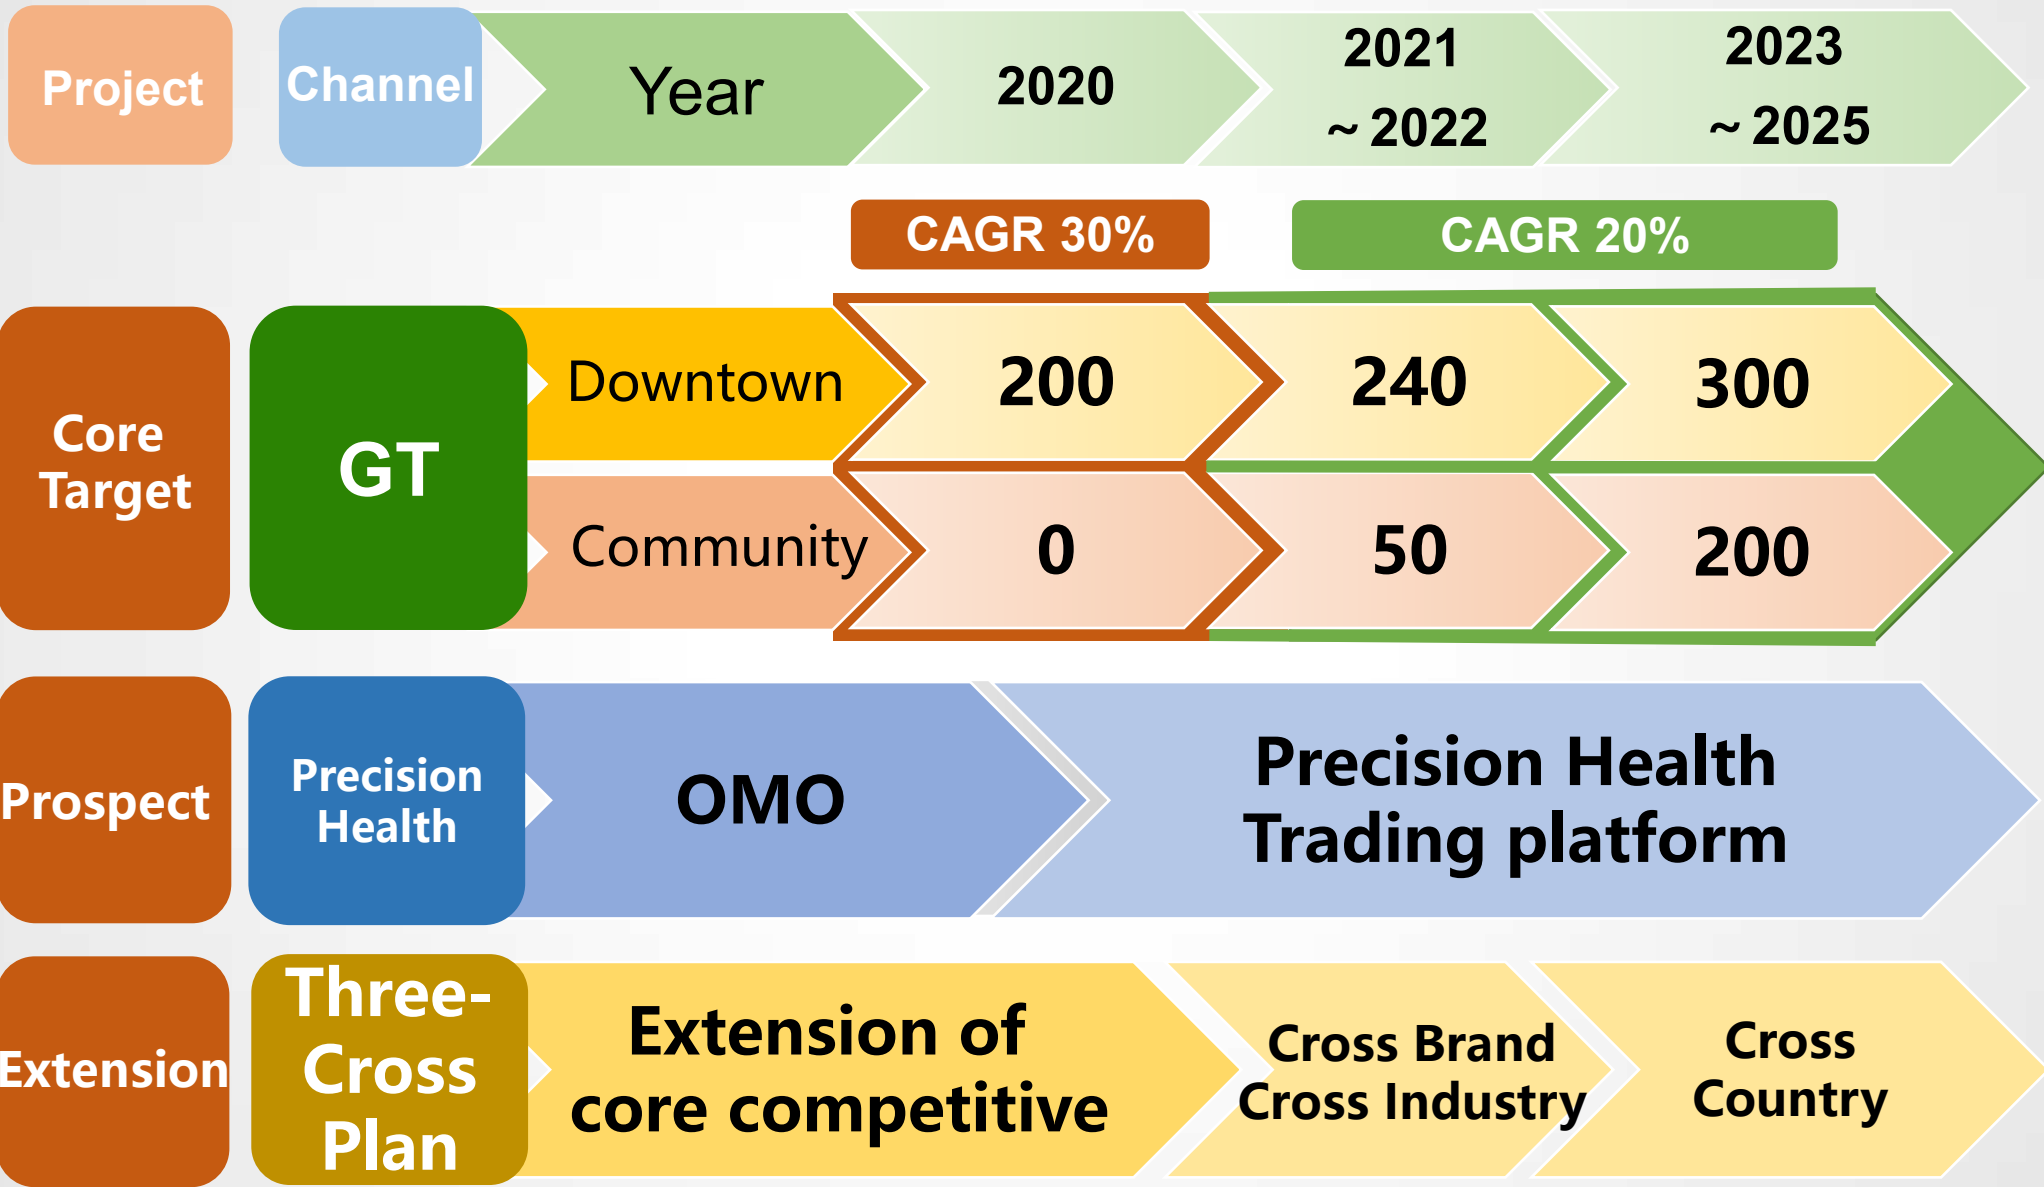 Project
Channel
Year
2020
2021
~2022
2023
~2025
CAGR 30%
CAGR 20%
Core
Target
GT
Downtown
200
240
300
Community
0
50
200
Prospect
Precision
Health
OMO
Precision Health
Trading platform
Extension
Three-
Cross
Plan
Extension of
core competitive
Cross Brand
Cross Industry
Cross
Country